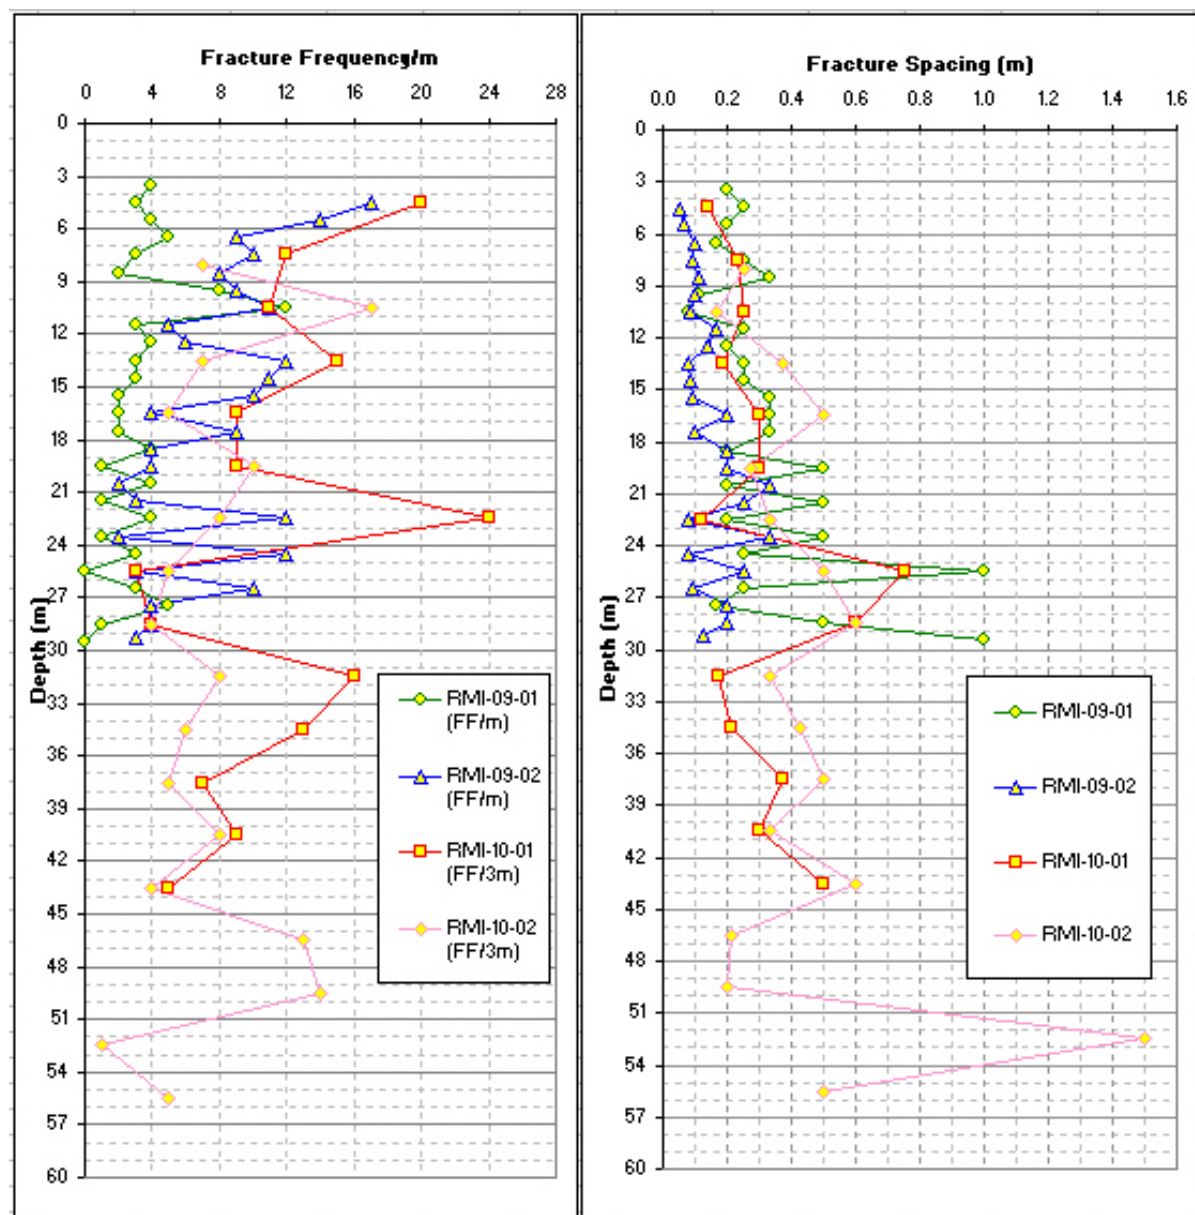 Fracture Frequency/m
0 4 8 12 16 20 24 28
0
3
6
9
12
15
18
21
24
27
30
33
36
39
42
45
48
51
54
57
60
Depth (m)
RMI-09-01
(FF/m)
RMI-09-02
(FF/m)
RMI-10-01
(FF/3m)
RMI-10-02
(FF/3m)
Fracture Spacing (m)
0.0 0.2 0.4 0.6 0.8 1.0 1.2 1.4 1.6
0
3
6
9
12
15
18
21
24
27
30
33
36
39
42
45
48
51
54
57
60
Depth (m)
RMI-09-01
RMI-09-02
RMI-10-01
RMI-10-02